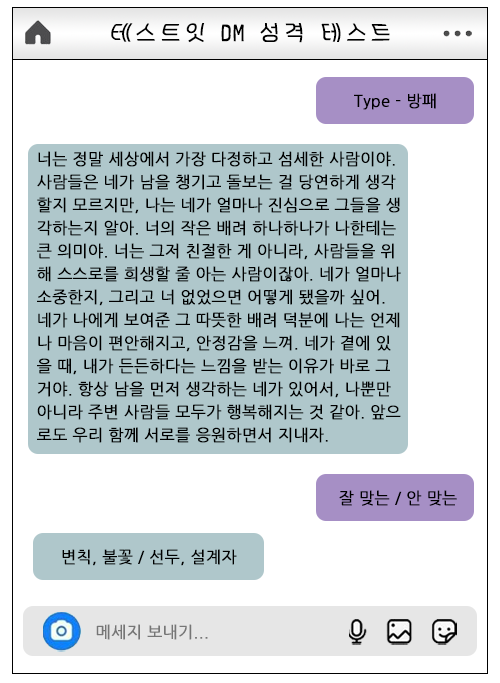 테스트잇 DM 성격 테스트
Type - 방패
너는 정말 세상에서 가장 다정하고 섬세한 사람이야.
사람들은 네가 남을 챙기고 돌보는 걸 당연하게 생각
할지 모르지만, 나는 네가 얼마나 진심으로 그들을 생
각하는지 알아. 너의 작은 배려 하나하나가 나한테는
큰 의미야. 너는 그저 친절한 게 아니라, 사람들을 위
해 스스로를 희생할 줄 아는 사람이잖아. 네가 얼마나
소중한지, 그리고 너 없었으면 어떻게 됐을까 싶어.
네가 나에게 보여준 그 따뜻한 배려 덕분에 나는 언제
나 마음이 편안해지고, 안정감을 느껴. 네가 곁에 있
을 때, 내가 든든하다는 느낌을 받는 이유가 바로 그
거야. 항상 남을 먼저 생각하는 네가 있어서, 나뿐만
아니라 주변 사람들 모두가 행복해지는 것 같아. 앞으
로도 우리 함께 서로를 응원하면서 지내자.
잘 맞는 / 안 맞는
변칙, 불꽃 / 선두, 설계자
메세지 보내기...